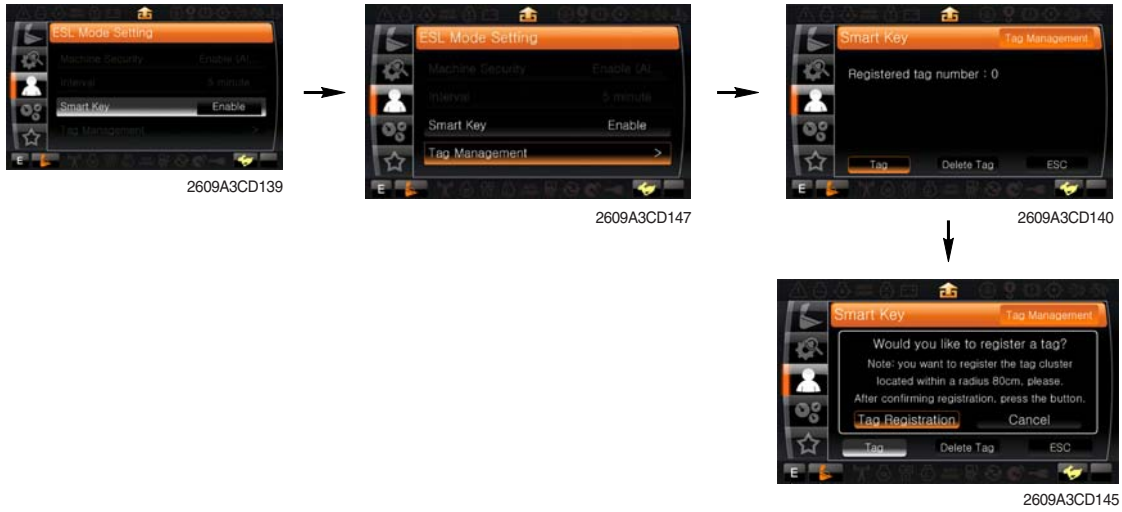 ESL Mode Setting
Machine Security Enable (Al...
Interval 5 minute
Smart Key Enable
Tag Management >
E
2609A3CD139
ESL Mode Setting
Machine Security Enable (Al...
Interval 5 minute
Smart Key Enable
Tag Management >
E
2609A3CD147
Smart Key Tag Management
Registered tag number : 0
Tag Delete Tag ESC
E
2609A3CD140
Smart Key Tag Management
Would you like to register a tag?
Note: you want to register the tag cluster
located within a radius 80cm, please.
After confirming registration, press the button.
Tag Registration Cancel
Tag Delete Tag ESC
E
2609A3CD145